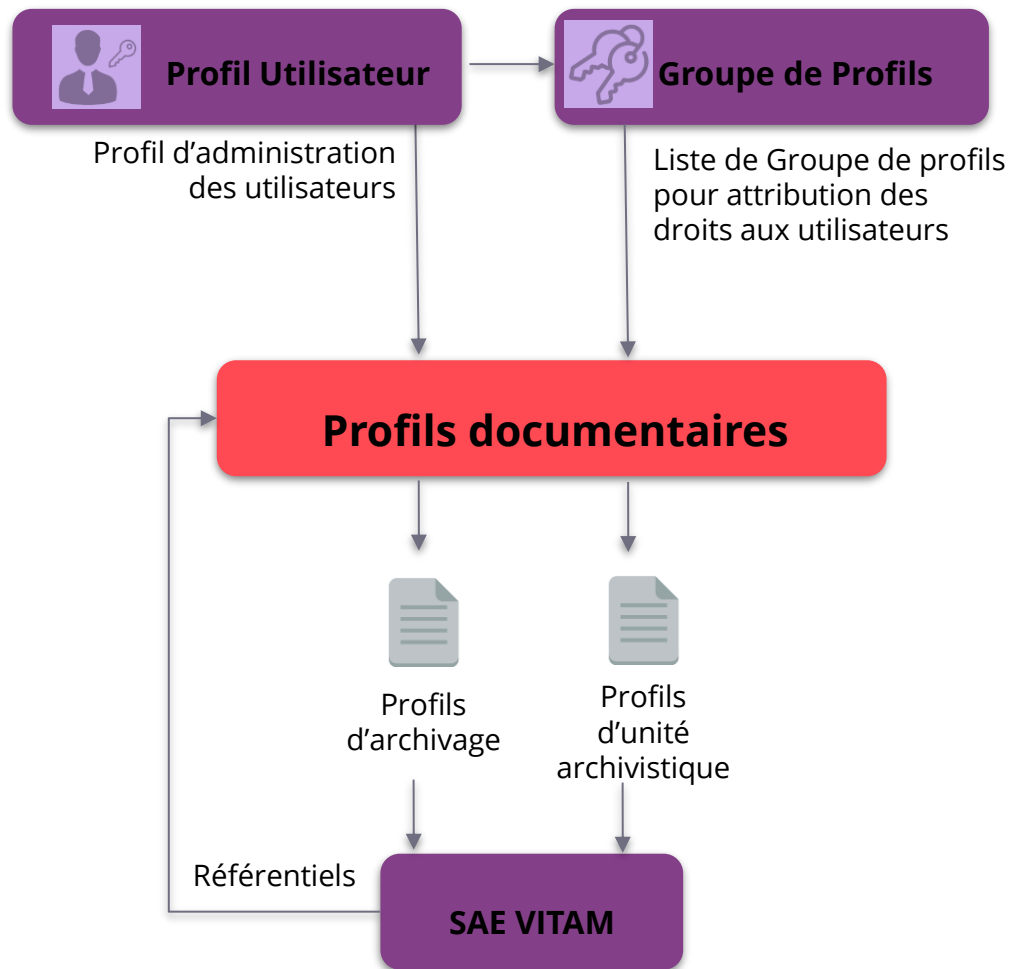 Profil Utilisateur
Groupe de Profils
Profil d’administration
des utilisateurs
Liste de Groupe de profils
pour attribution des
droits aux utilisateurs
Profils documentaires
Profils
d’archivage
Profils
d’unité
archivistique
Référentiels
SAE VITAM